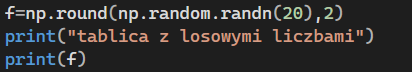 f=np.round(np.random.randn(20),2)
print("tablica z losowymi liczbami")
print(f)